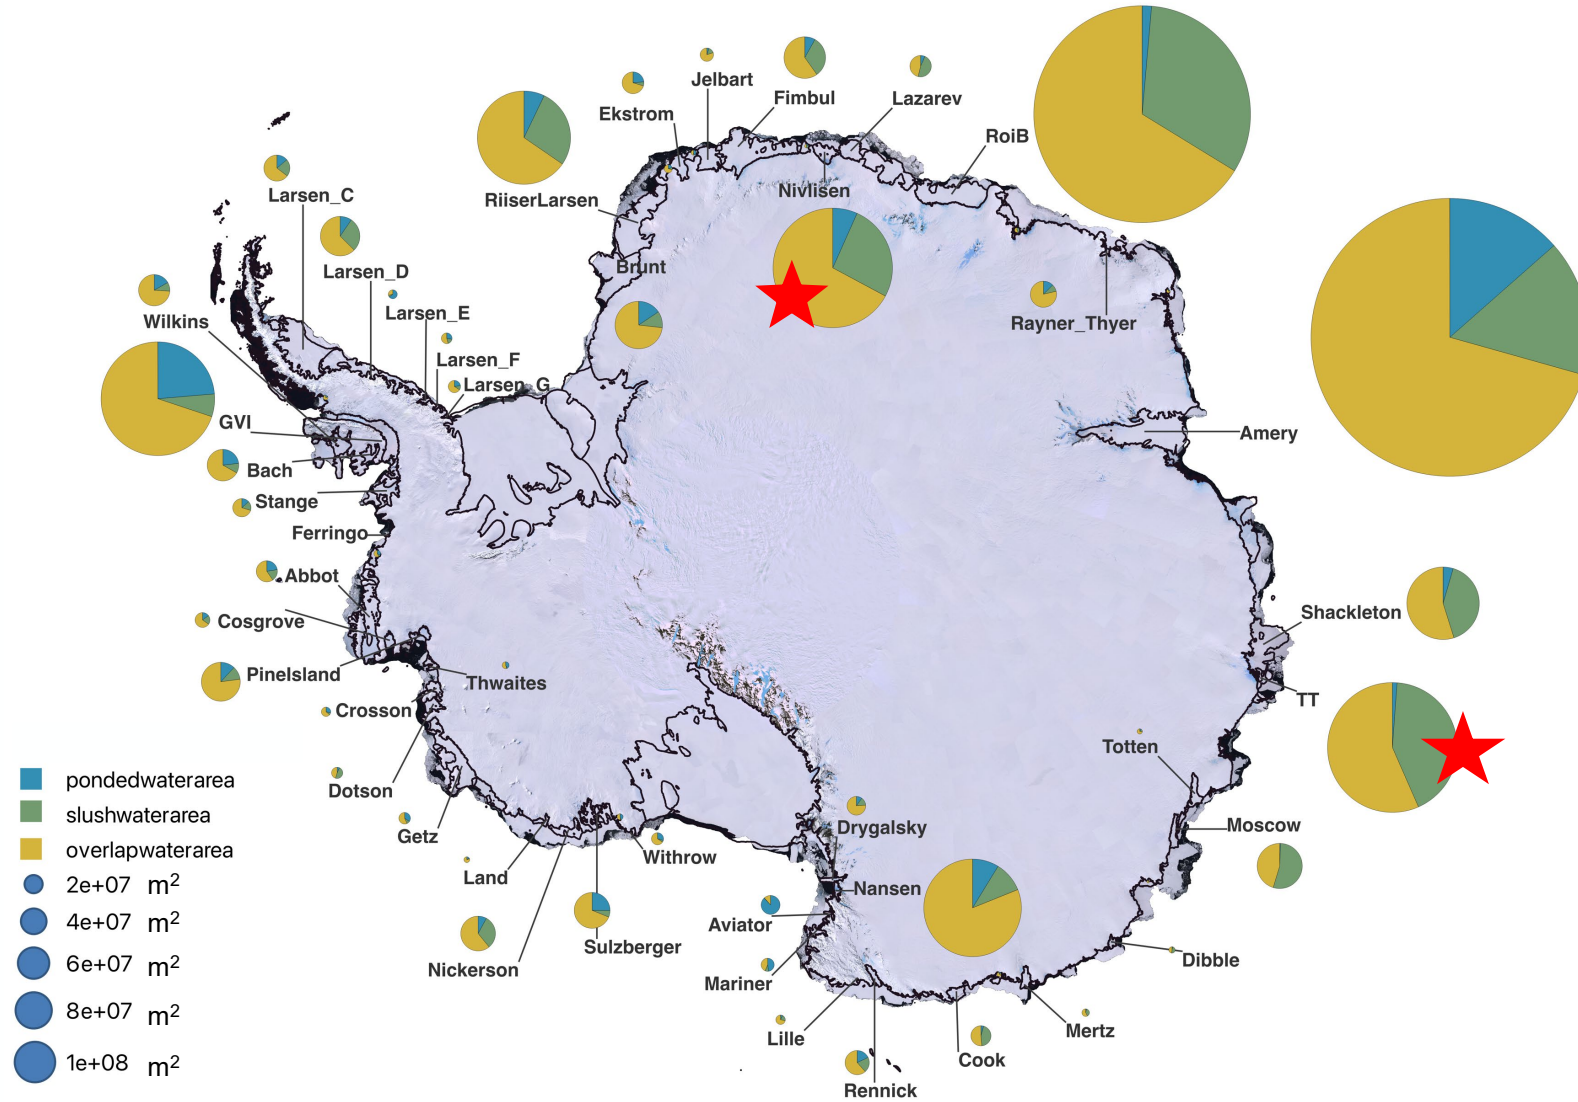 Jelbart
Fimbul
Ekstrom
Lazarev
RoiB
Larsen_C
RiiserLarsen
Nivlisen
Larsen_D
Brunt
Larsen_E
Wilkins
Rayner_Thyer
Larsen_F
Larsen_G
GVI
Amery
Bach
Stange
Ferringo
Abbot
Cosgrove
Shackleton
PineIsland
Thwaites
TT
Crosson
Totten
Dotson
Moscow
Getz
Drygalsky
Withrow
Land
Nansen
Aviator
Sulzberger
Nickerson
Dibble
Mariner
Lille
Mertz
Cook
Rennick
pondedwaterarea
slushwaterarea
overlapwaterarea
2e+07 m²
4e+07 m²
6e+07 m²
8e+07 m²
1e+08 m²